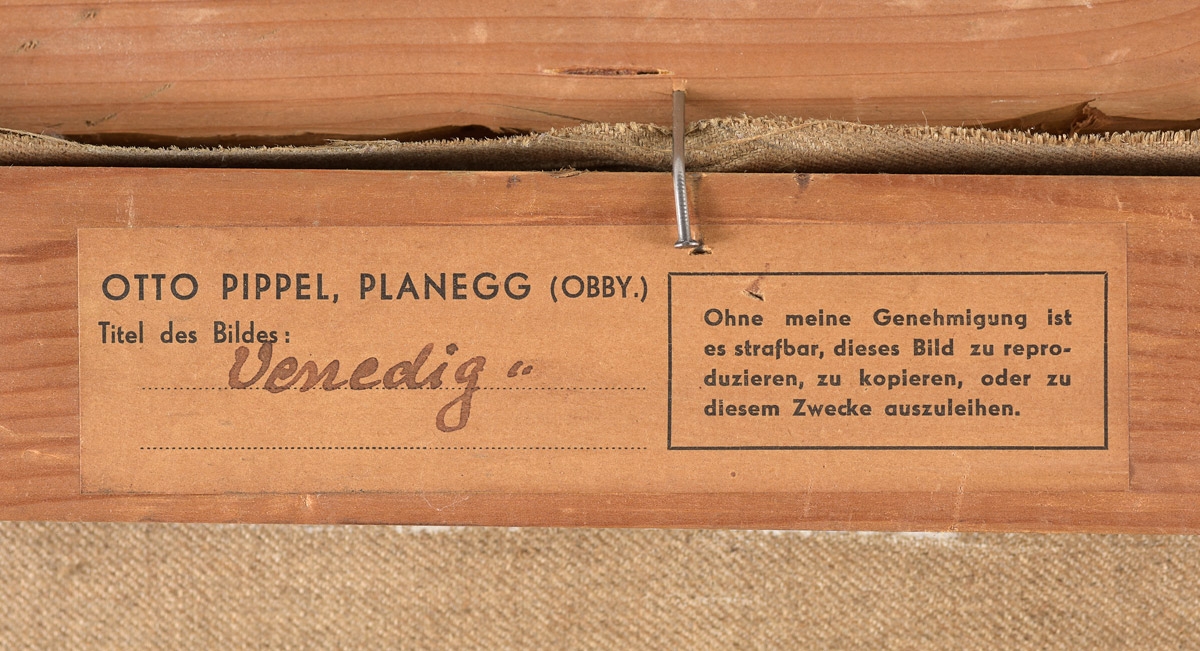 OTTO PIPPEL, PLANEGG (OBBY.)
Titel des Bildes:
Venedig"
Ohne meine Genehmigung ist
es strafbar, dieses Bild zu repro-
duzieren, zu kopieren, oder zu
diesem Zwecke auszuleihen.